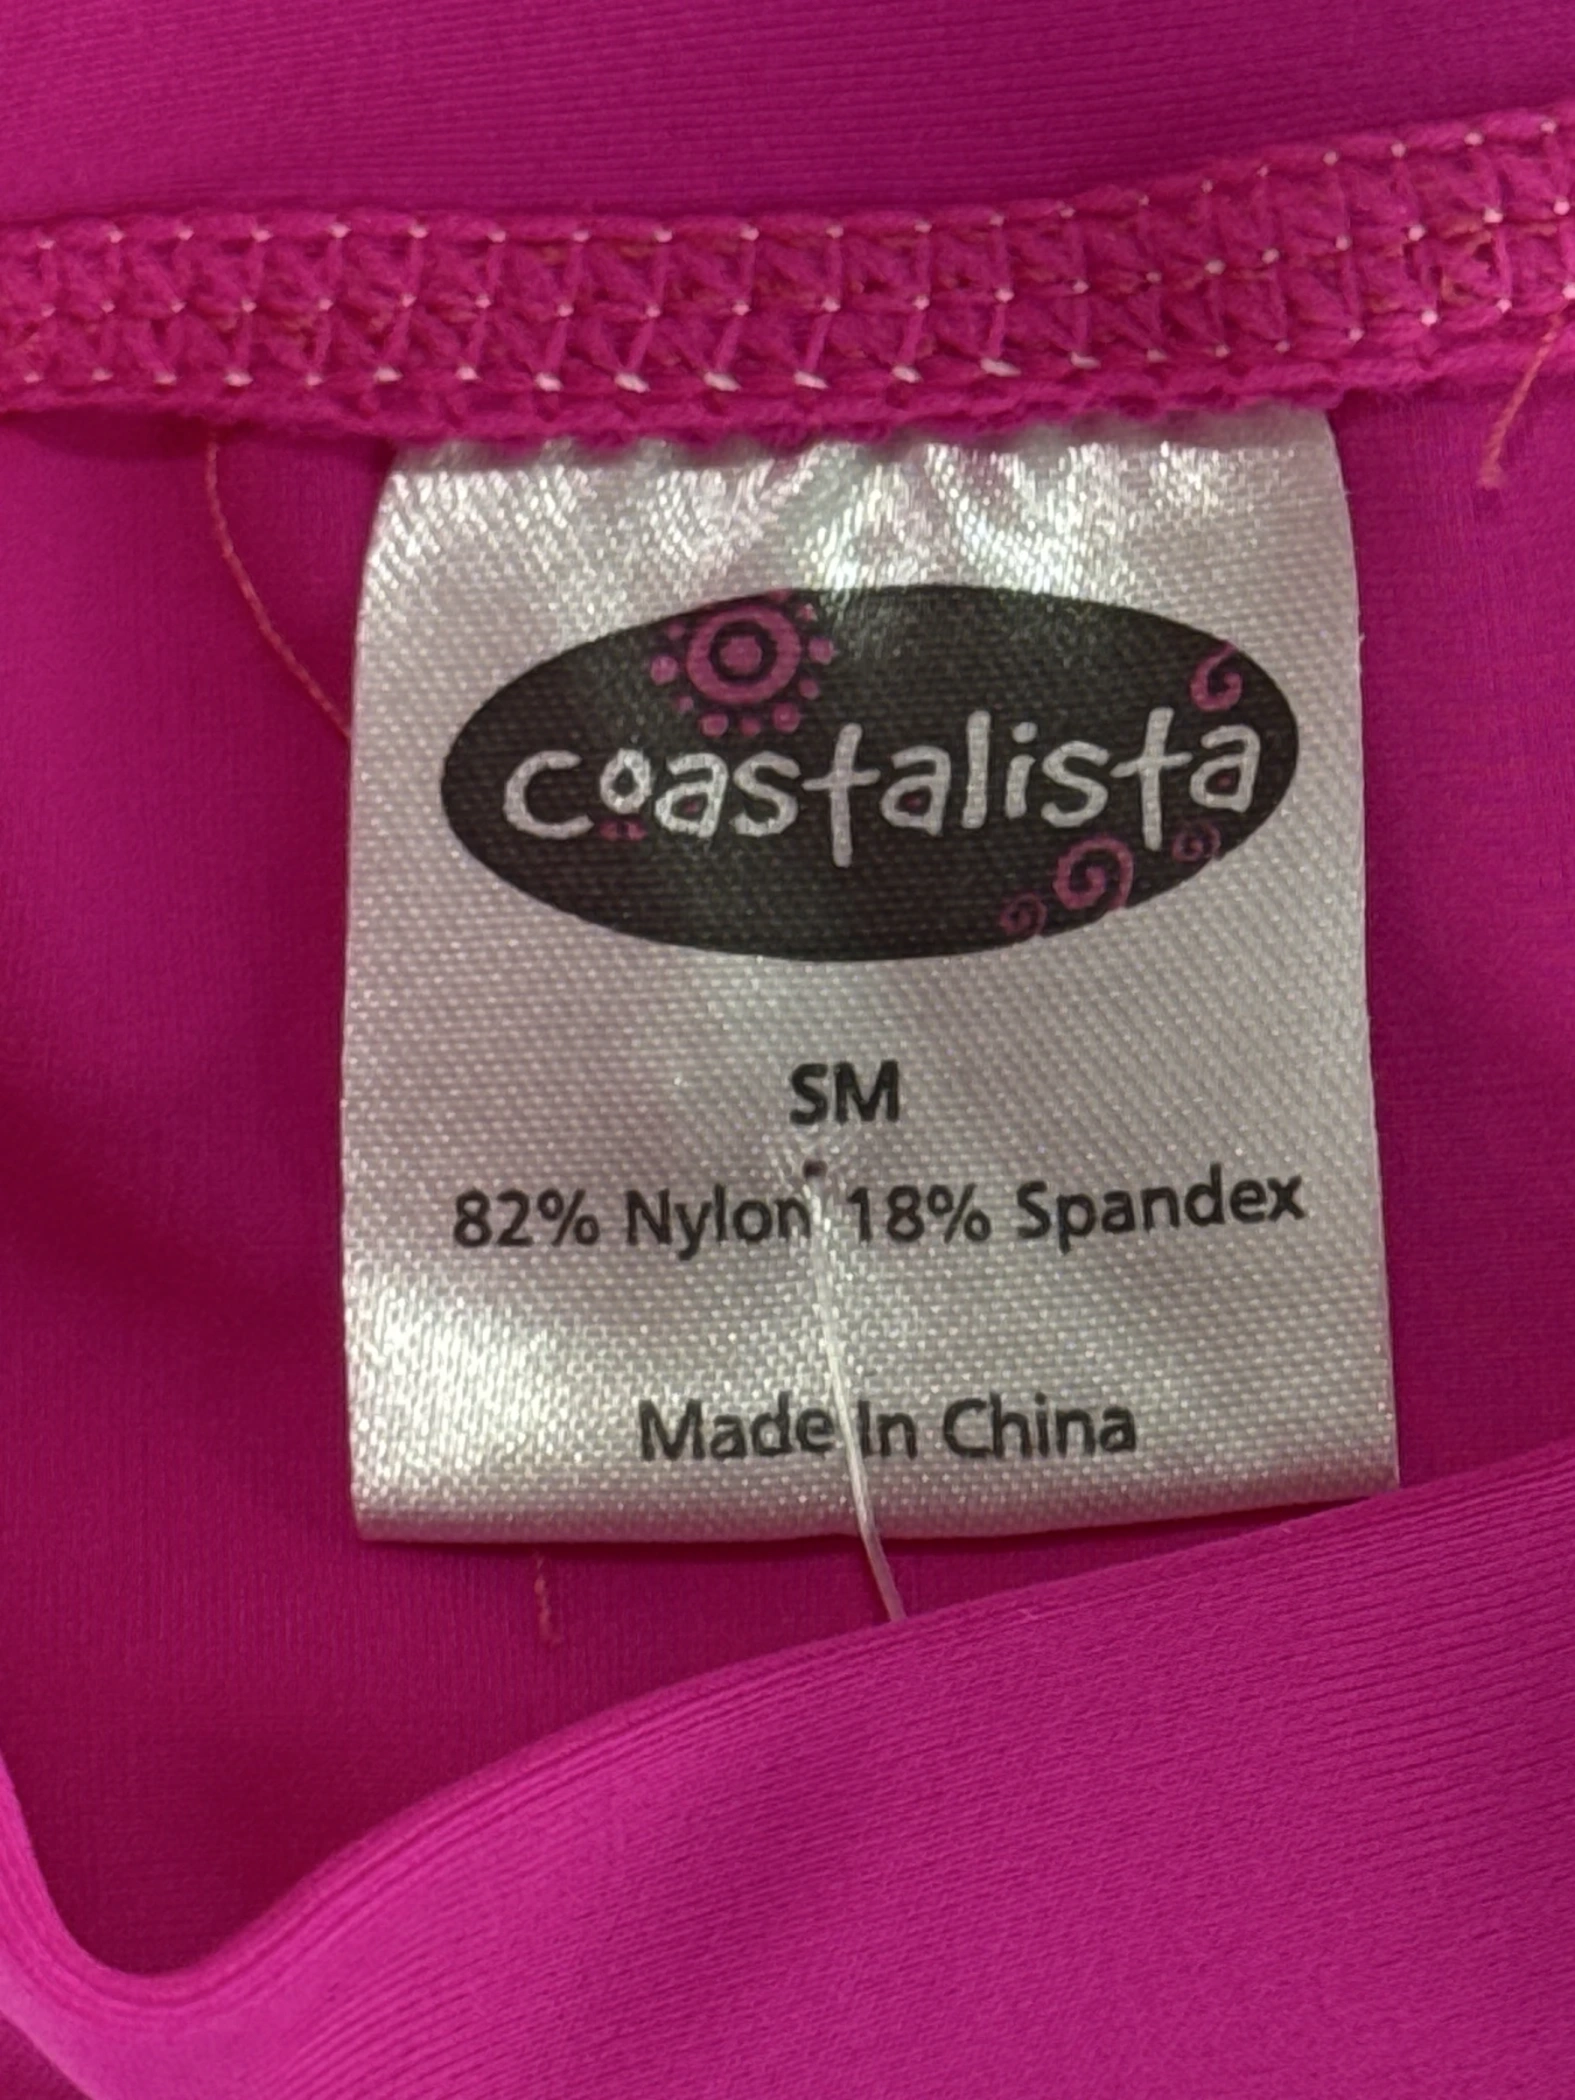 coastalista
SM
82% Nylon 18% Spandex
Made In China